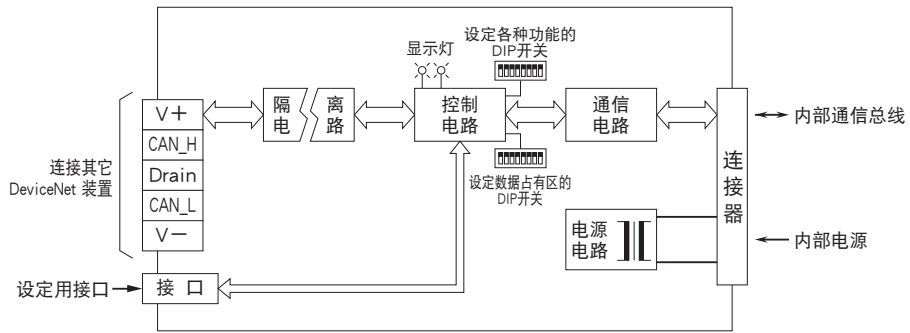 设定各种功能的
DIP开关
显示灯
隔 离
电 路
控制
电路
通信
电路
V＋
CAN_H
Drain
CAN_L
V－
连接其它
DeviceNet 装置
设定数据占有区的
DIP开关
连接器
内部通信总线
电源
电路
内部电源
设定用接口
接 口